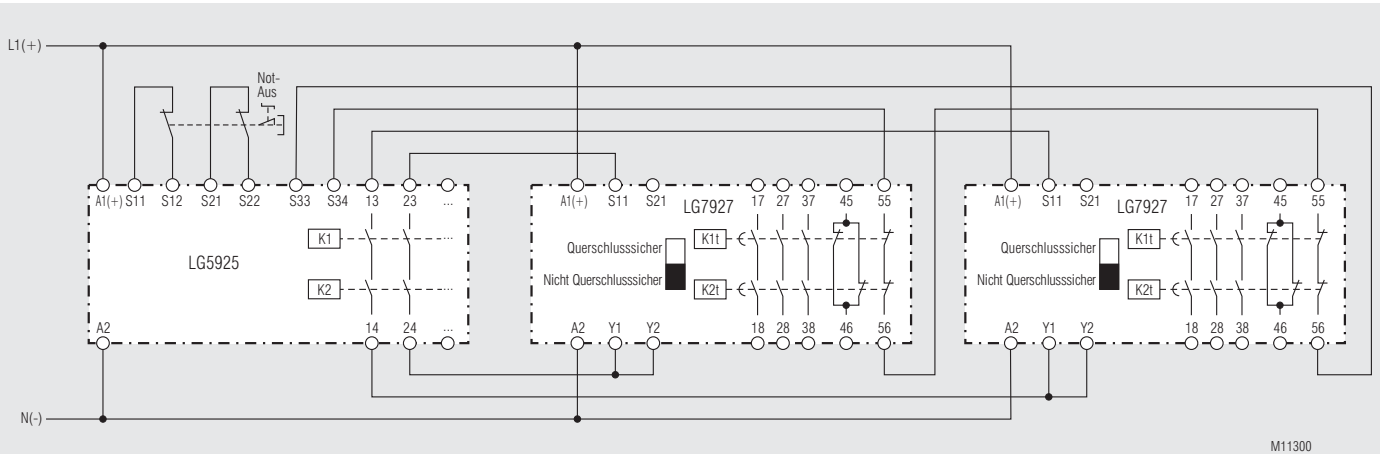 L1(+)
Not-
Aus
A1(+) S11 S12 S21 S22 S33 S34 13 23 ...
K1 ...
LG5925
K2 ...
A2 14 24 ...
A1(+) S11 S21 LG7927 17 27 37 45 55
Querschlusssicher K1t
Nicht Querschlusssicher K2t
A2 Y1 Y2 18 28 38 46 56
A1(+) S11 S21 LG7927 17 27 37 45 55
Querschlusssicher K1t
Nicht Querschlusssicher K2t
A2 Y1 Y2 18 28 38 46 56
N(-)
M11300